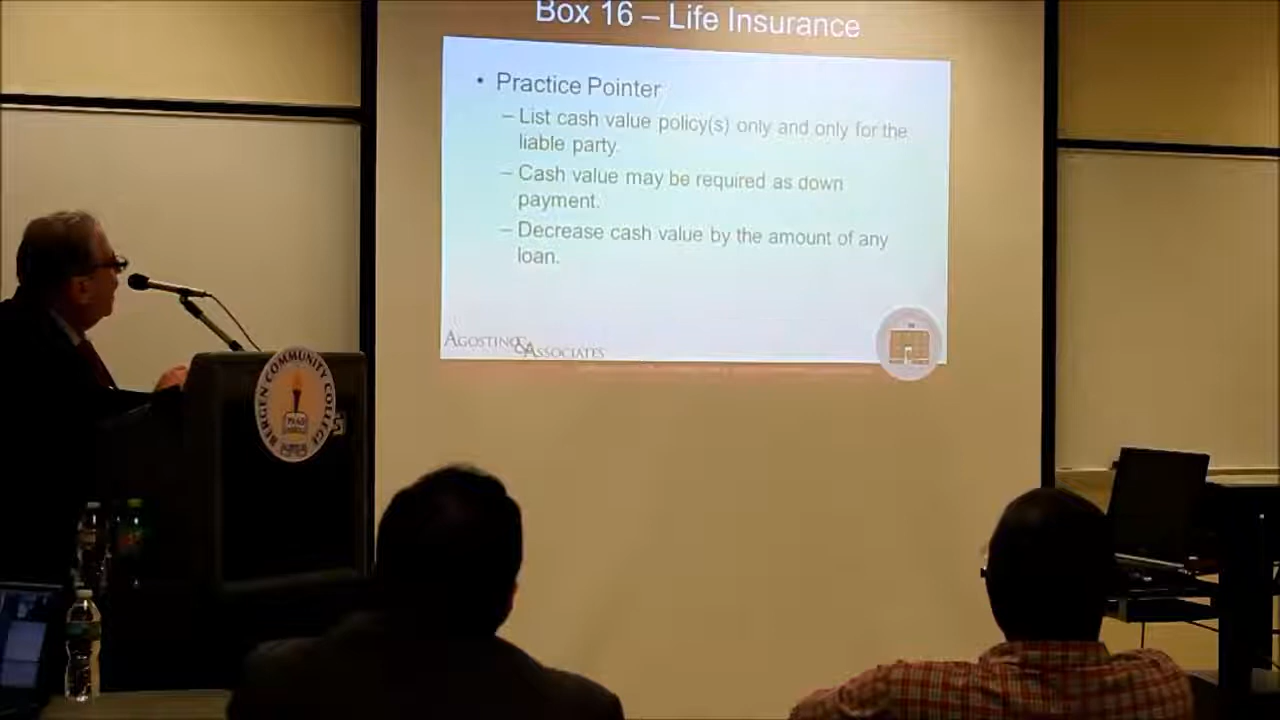 Box 16 – Life Insurance
• Practice Pointer
– List cash value policy(s) only and only for the
liable party.
– Cash value may be required as down
payment.
– Decrease cash value by the amount of any
loan.
AGOSTINO & ASSOCIATES
BERGEN COMMUNITY COLLEGE